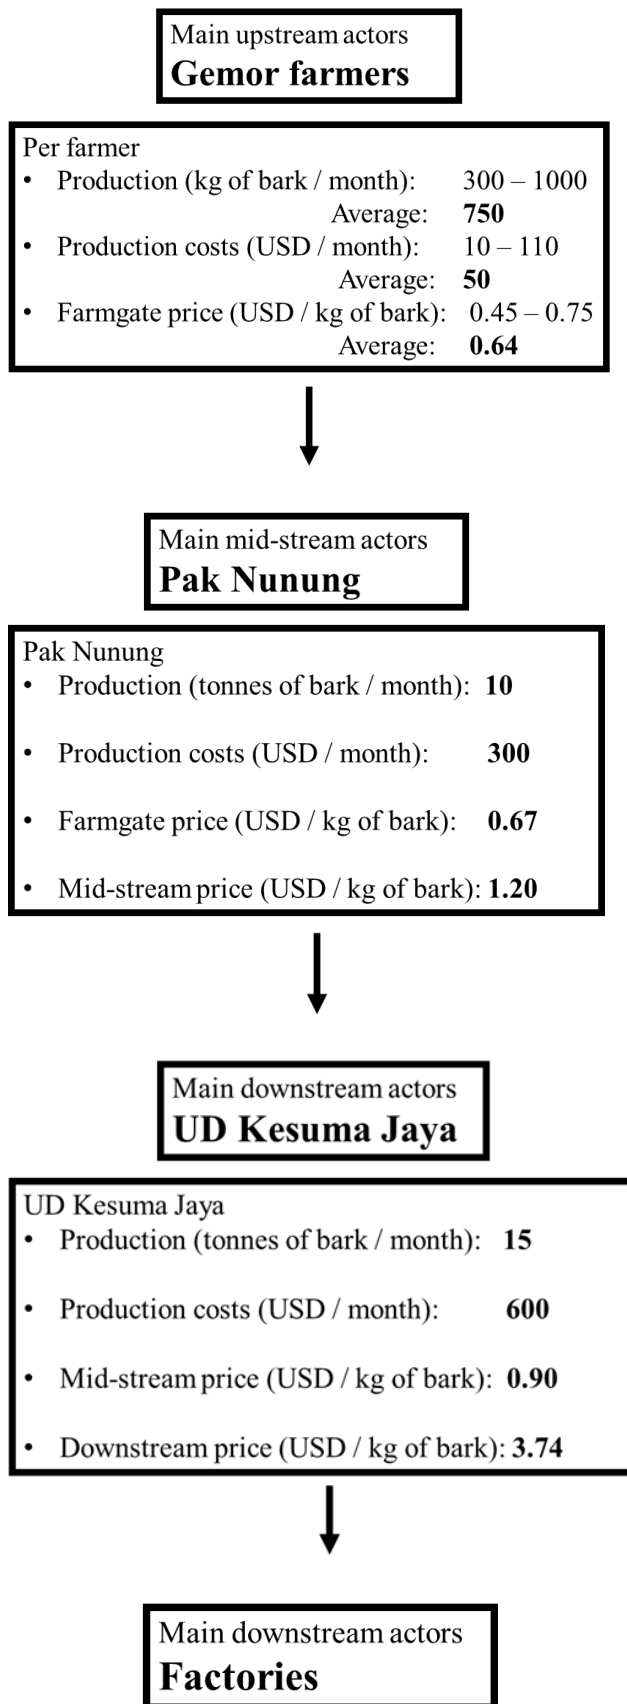 Main upstream actors
Gemor farmers
Per farmer
• Production (kg of bark / month): 300 – 1000
Average: 750
• Production costs (USD / month): 10 – 110
Average: 50
• Farmgate price (USD / kg of bark): 0.45 – 0.75
Average: 0.64
Main mid-stream actors
Pak Nunung
Pak Nunung
• Production (tonnes of bark / month): 10
• Production costs (USD / month): 300
• Farmgate price (USD / kg of bark): 0.67
• Mid-stream price (USD / kg of bark): 1.20
Main downstream actors
UD Kesuma Jaya
UD Kesuma Jaya
• Production (tonnes of bark / month): 15
• Production costs (USD / month): 600
• Mid-stream price (USD / kg of bark): 0.90
• Downstream price (USD / kg of bark): 3.74
Main downstream actors
Factories